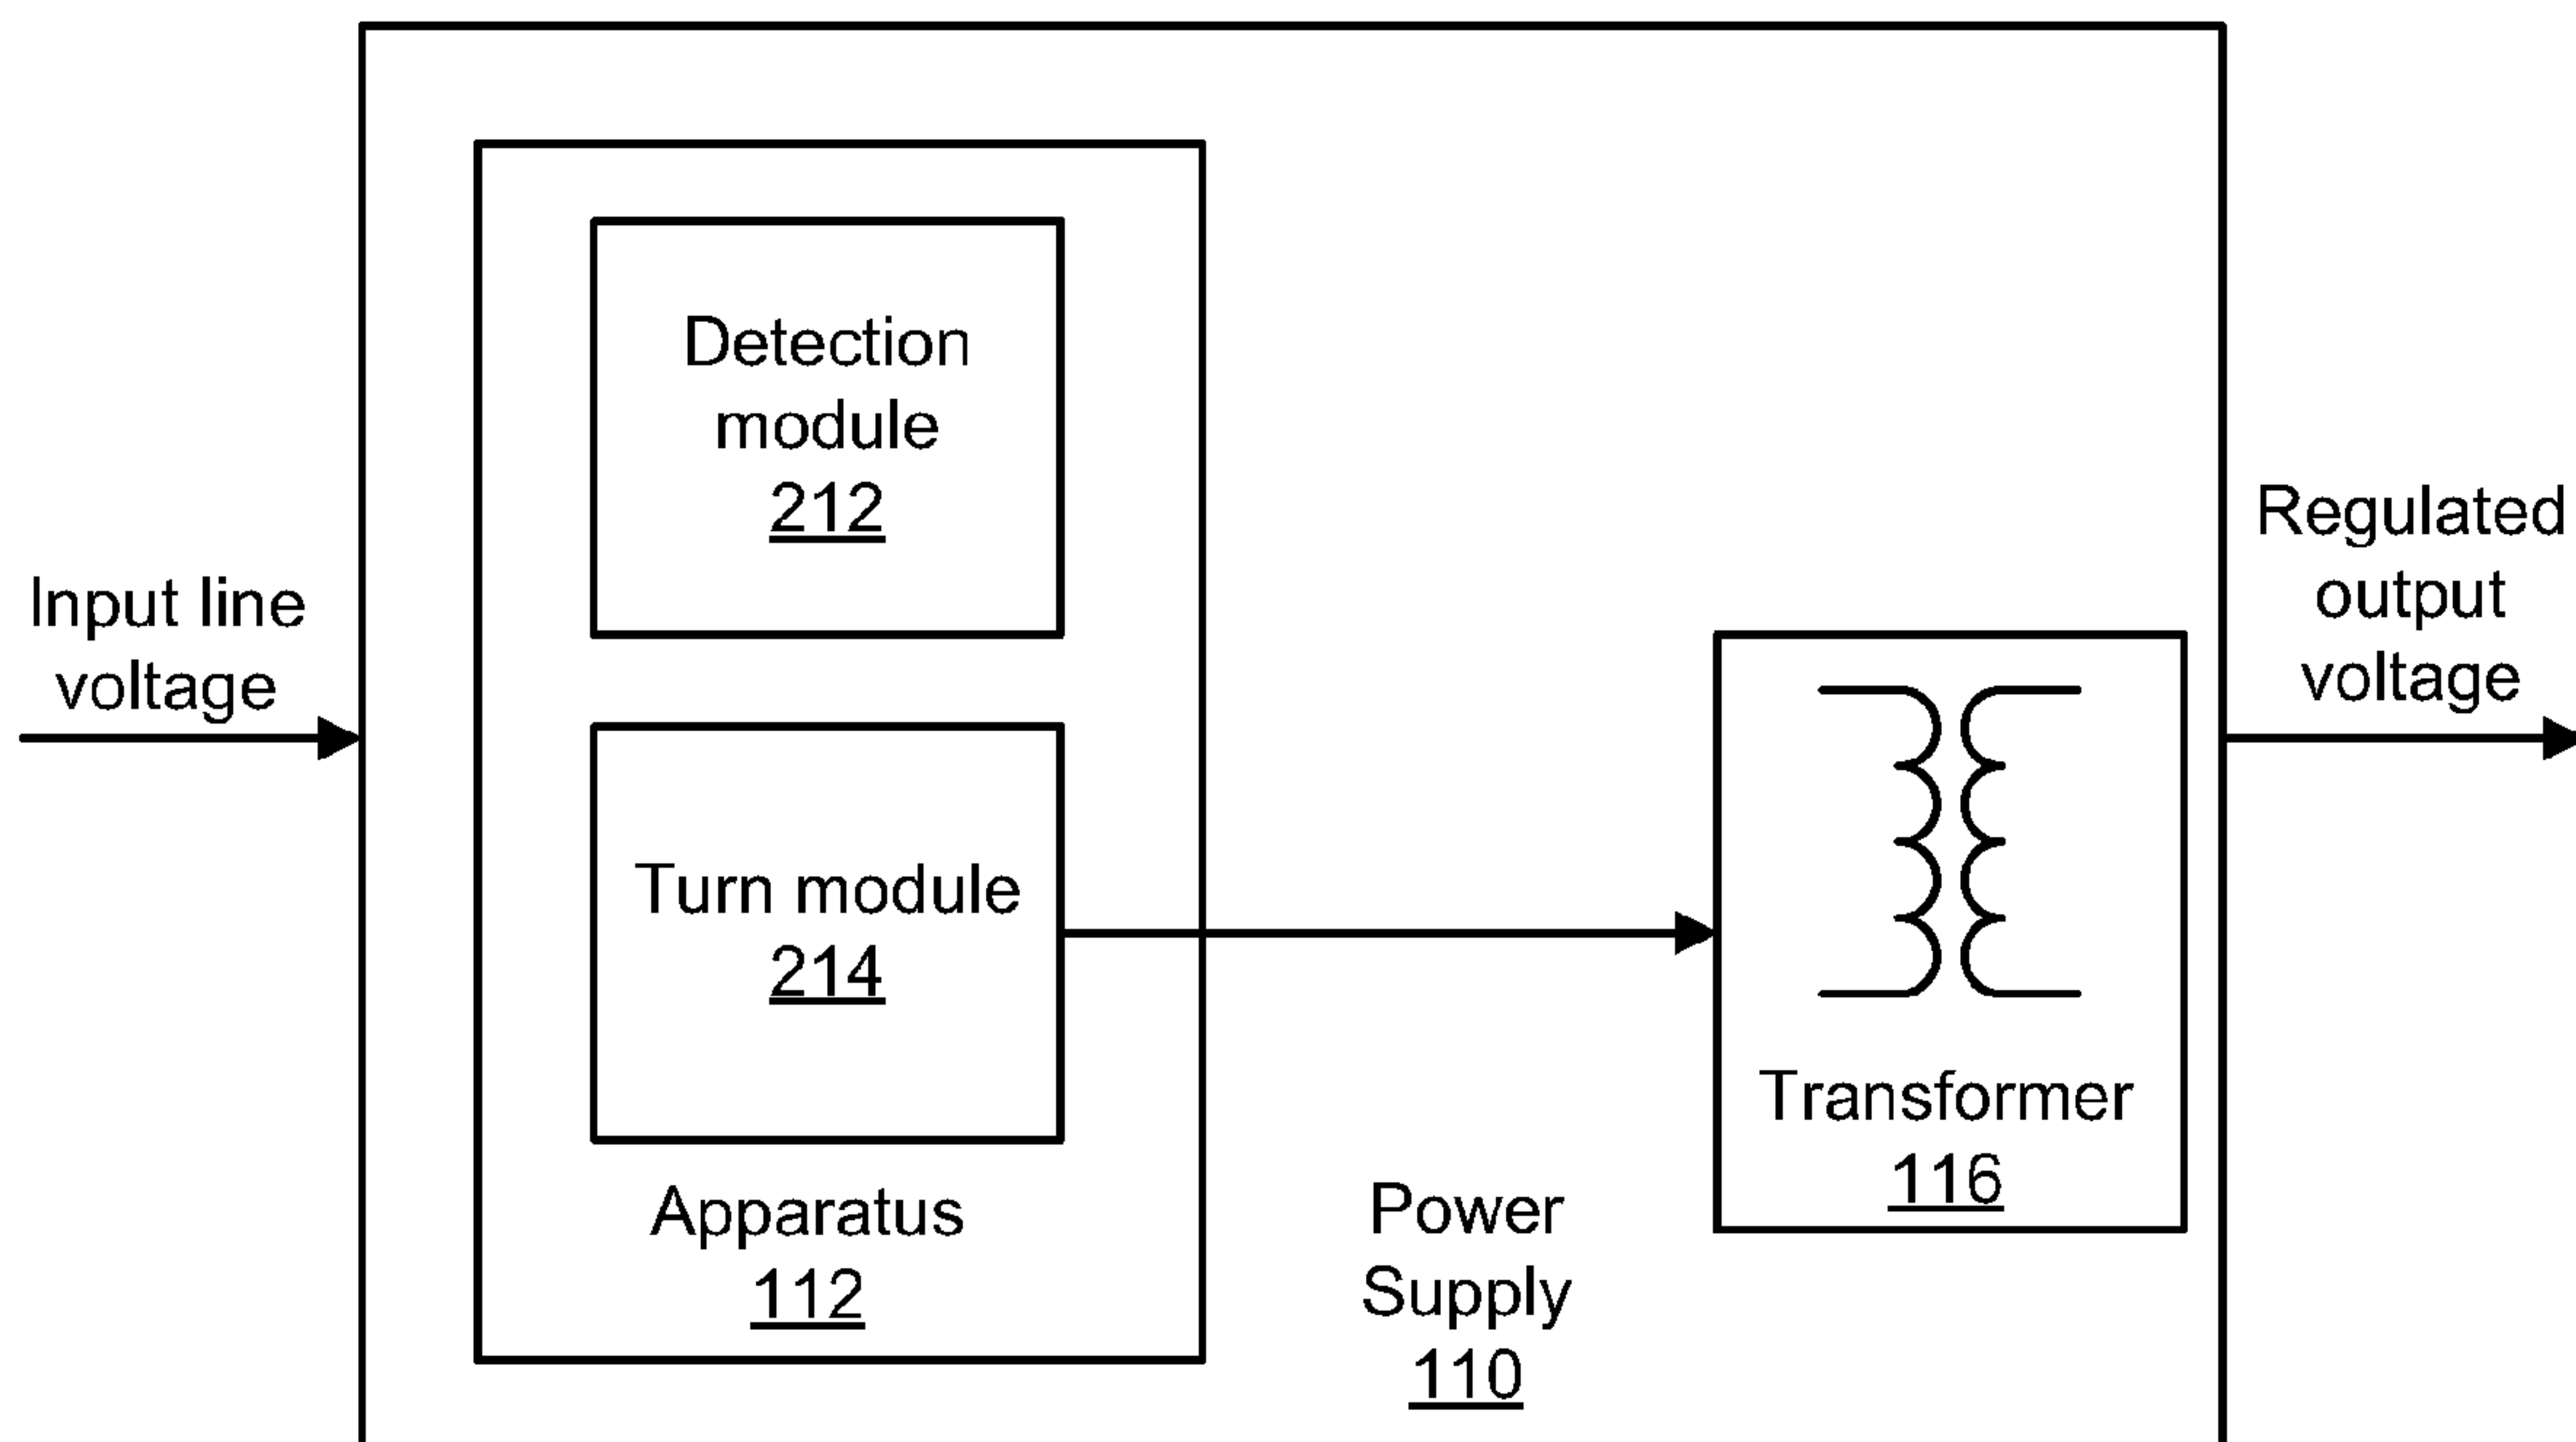 Input line
voltage
Detection
module
212
Turn module
214
Apparatus
112
Power
Supply
110
Transformer
116
Regulated
output
voltage